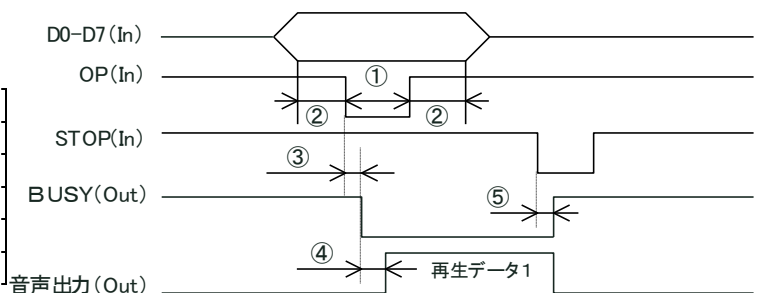 D0-D7(In)
OP(In)
①
②
②
STOP(In)
③
BUSY(Out)
⑤
④
再生データ1
音声出力(Out)